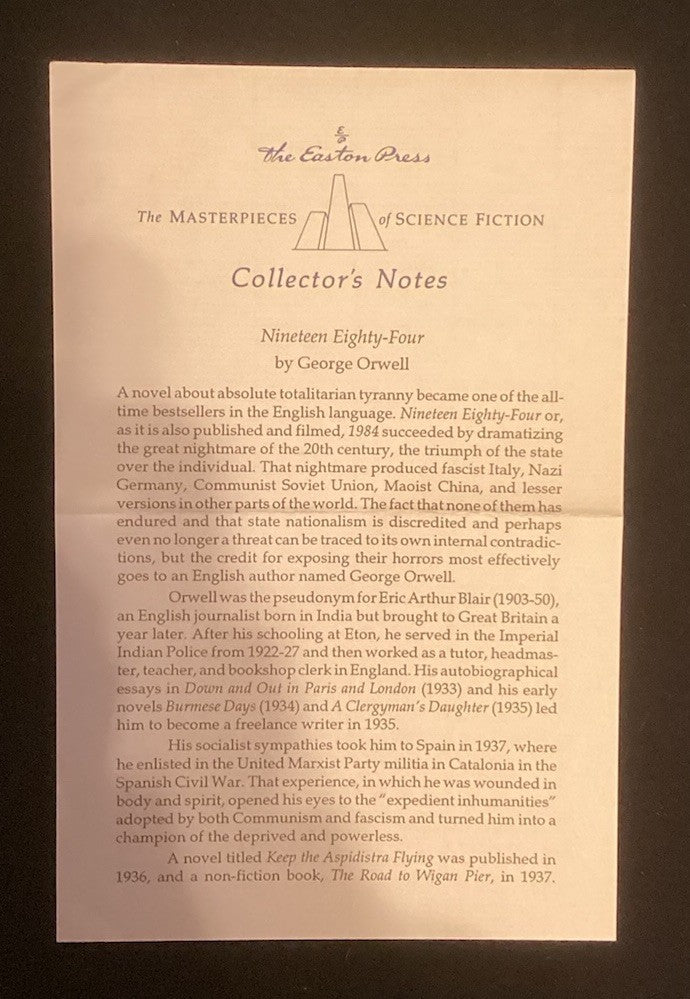 E
P
The Easton Press
The MASTERPIECES of SCIENCE FICTION
Collector's Notes
Nineteen Eighty-Four
by George Orwell
A novel about absolute totalitarian tyranny became one of the all-
time bestsellers in the English language. Nineteen Eighty-Four or,
as it is also published and filmed, 1984 succeeded by dramatizing
the great nightmare of the 20th century, the triumph of the state
over the individual. That nightmare produced fascist Italy, Nazi
Germany, Communist Soviet Union, Maoist China, and lesser
versions in other parts of the world. The fact that none of them has
endured and that state nationalism is discredited and perhaps
even no longer a threat can be traced to its own internal contradic-
tions, but the credit for exposing their horrors most effectively
goes to an English author named George Orwell.
Orwell was the pseudonym for Eric Arthur Blair (1903-50),
an English journalist born in India but brought to Great Britain a
year later. After his schooling at Eton, he served in the Imperial
Indian Police from 1922-27 and then worked as a tutor, headmas-
ter, teacher, and bookshop clerk in England. His autobiographical
essays in Down and Out in Paris and London (1933) and his early
novels Burmese Days (1934) and A Clergyman's Daughter (1935) led
him to become a freelance writer in 1935.
His socialist sympathies took him to Spain in 1937, where
he enlisted in the United Marxist Party militia in Catalonia in the
Spanish Civil War. That experience, in which he was wounded in
body and spirit, opened his eyes to the "expedient inhumanities"
adopted by both Communism and fascism and turned him into a
champion of the deprived and powerless.
A novel titled Keep the Aspidistra Flying was published in
1936, and a non-fiction book, The Road to Wigan Pier, in 1937.